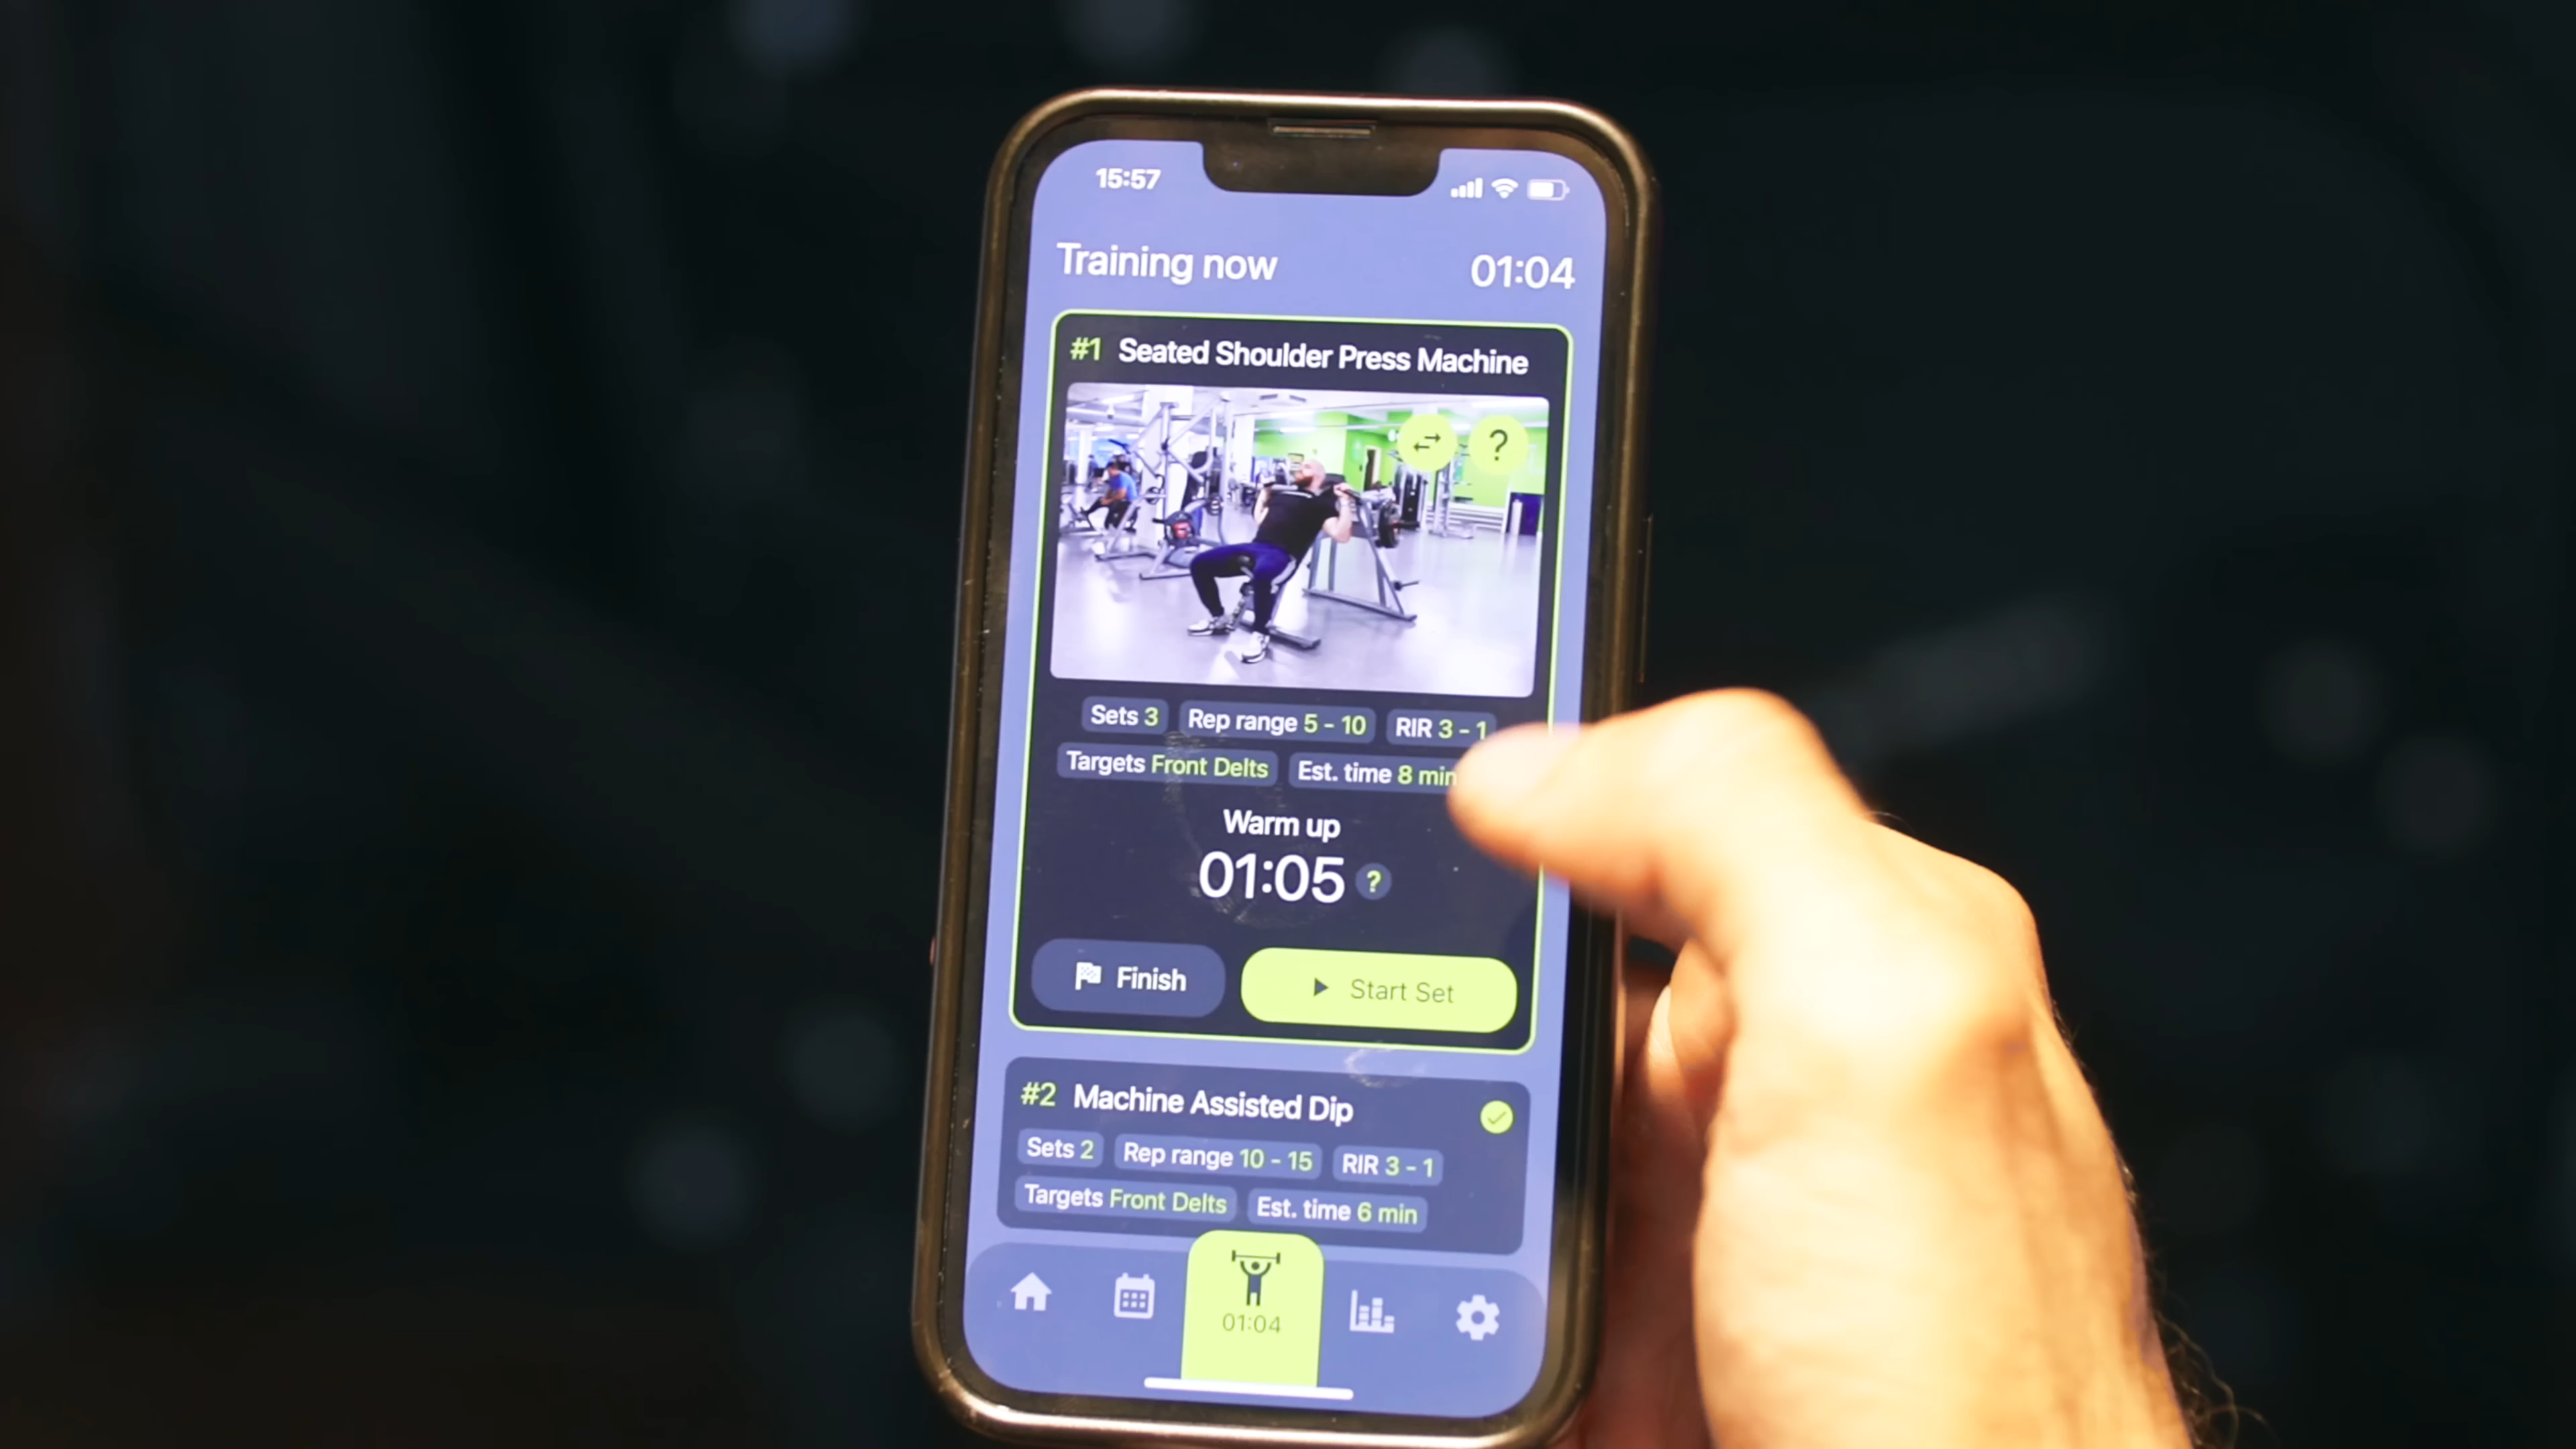 15:57
Training now 01:04
#1 Seated Shoulder Press Machine
?
Sets 3 Rep range 5 - 10 RIR 3 - 1
Targets Front Delts Est. time 8 min
Warm up
01:05 ?
Finish Start Set
#2 Machine Assisted Dip
Sets 2 Rep range 10 - 15 RIR 3 - 1
Targets Front Delts Est. time 6 min
01:04